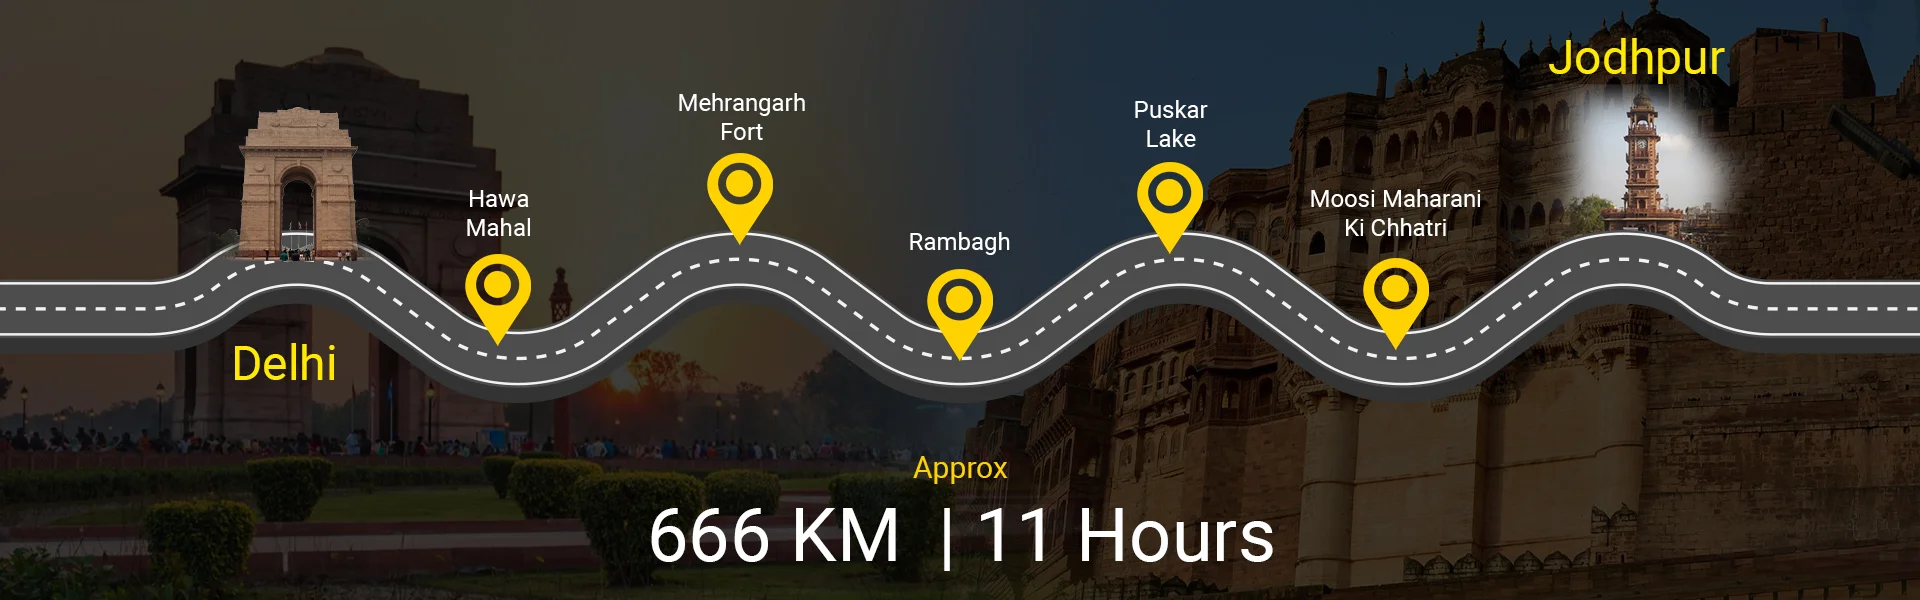 Delhi
Hawa
Mahal
Mehrangarh
Fort
Rambagh
Puskar
Lake
Moosi Maharani
Ki Chhatri
Jodhpur
Approx
666 KM | 11 Hours